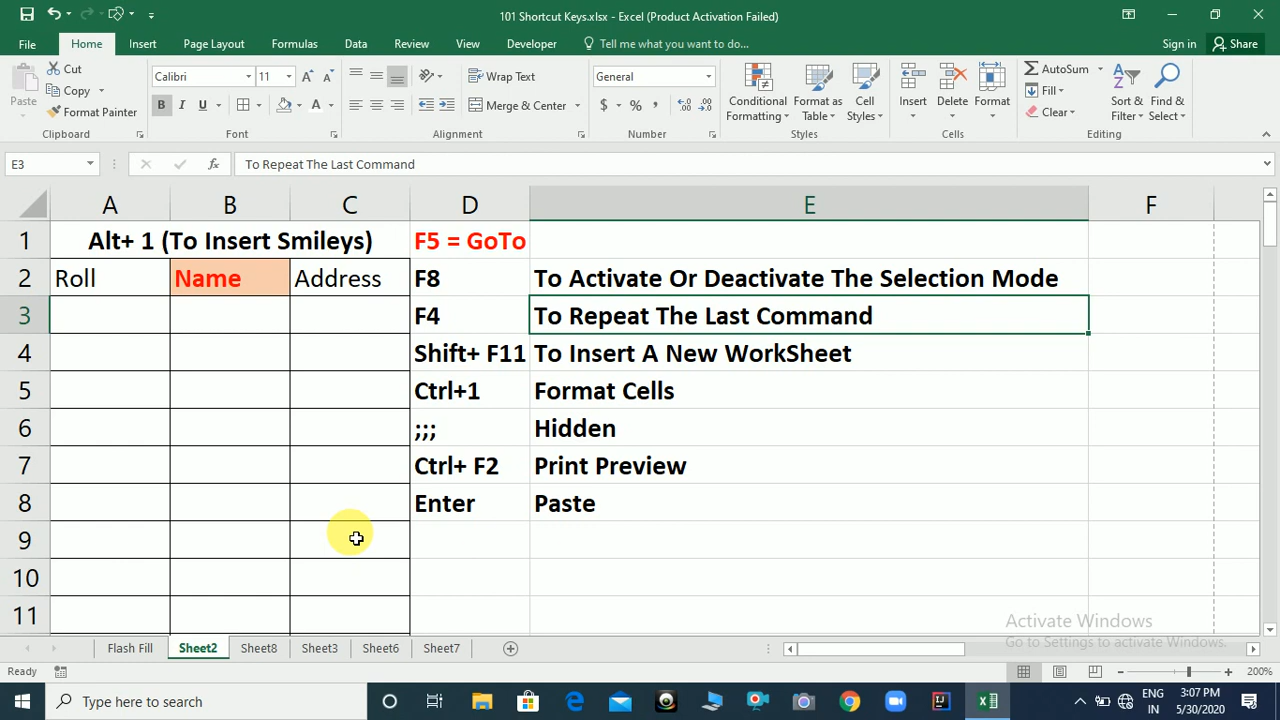 101 Shortcut Keys.xlsx - Excel (Product Activation Failed)
File Home Insert Page Layout Formulas Data Review View Developer Tell me what you want to do... Sign in Share
Paste
Cut
Copy
Format Painter
Clipboard
Calibri 11
B I U A A A
Font
Wrap Text
Merge & Center
Alignment
General
$ % ,
Number
Conditional Formatting
Format as Table
Cell Styles
Styles
Insert Delete Format
Cells
AutoSum
Fill
Clear
Sort & Filter
Find & Select
Editing
E3 fx To Repeat The Last Command
A B C D E F
1 Alt+ 1 (To Insert Smileys) F5 = GoTo
2 Roll Name Address F8 To Activate Or Deactivate The Selection Mode
3 F4 To Repeat The Last Command
4 Shift+ F11 To Insert A New WorkSheet
5 Ctrl+1 Format Cells
6 ;;; Hidden
7 Ctrl+ F2 Print Preview
8 Enter Paste
9
10
11
Activate Windows
Go to Settings to activate Windows.
Flash Fill Sheet2 Sheet8 Sheet3 Sheet6 Sheet7
Ready 200%
Type here to search
ENG 3:07 PM
IN 5/30/2020